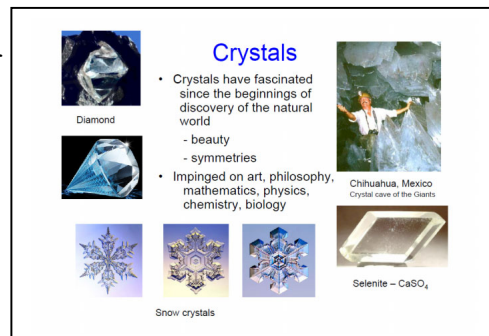 Crystals
Diamond
• Crystals have fascinated
since the beginnings of
discovery of the natural
world
- beauty
- symmetries
• Impinged on art, philosophy,
mathematics, physics,
chemistry, biology
Chihuahua, Mexico
Crystal cave of the Giants
Selenite – CaSO₄
Snow crystals